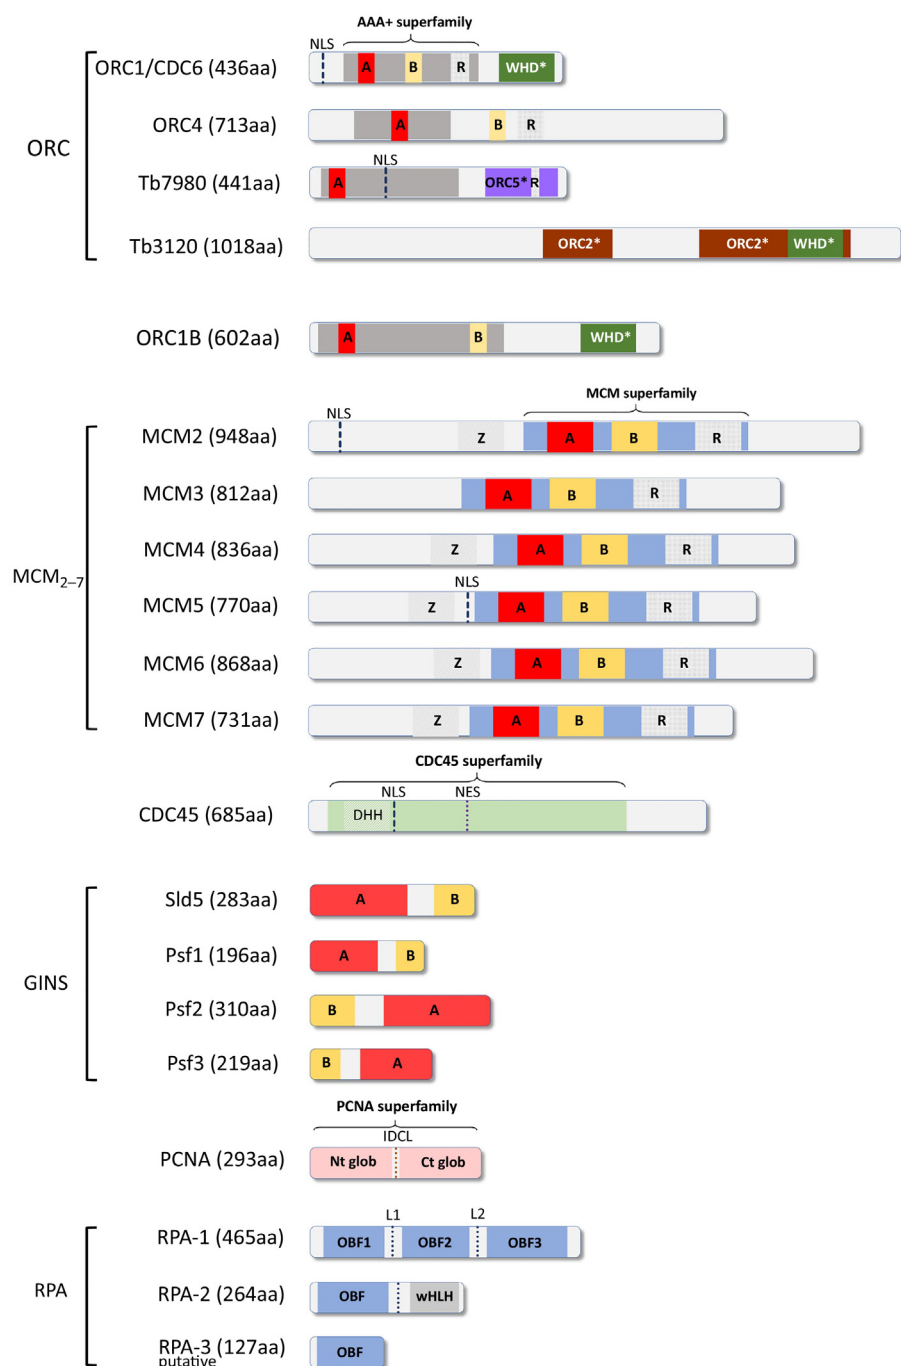 AAA+ superfamily
NLS
ORC1/CDC6 (436aa) A B R WHD*
ORC4 (713aa) A B R
ORC
NLS
Tb7980 (441aa) A ORC5* R
Tb3120 (1018aa) ORC2* ORC2* WHD*
ORC1B (602aa) A B WHD*
MCM superfamily
NLS
MCM2 (948aa) Z A B R
MCM3 (812aa) A B R
MCM4 (836aa) Z A B R
MCM2–7
NLS
MCM5 (770aa) Z A B R
MCM6 (868aa) Z A B R
MCM7 (731aa) Z A B R
CDC45 superfamily
NLS NES
CDC45 (685aa) DHH
Sld5 (283aa) A B
Psf1 (196aa) A B
GINS
Psf2 (310aa) B A
Psf3 (219aa) B A
PCNA superfamily
IDCL
PCNA (293aa) Nt glob Ct glob
L1 L2
RPA-1 (465aa) OBF1 OBF2 OBF3
RPA
RPA-2 (264aa) OBF wHLH
RPA-3 (127aa) OBF
putative